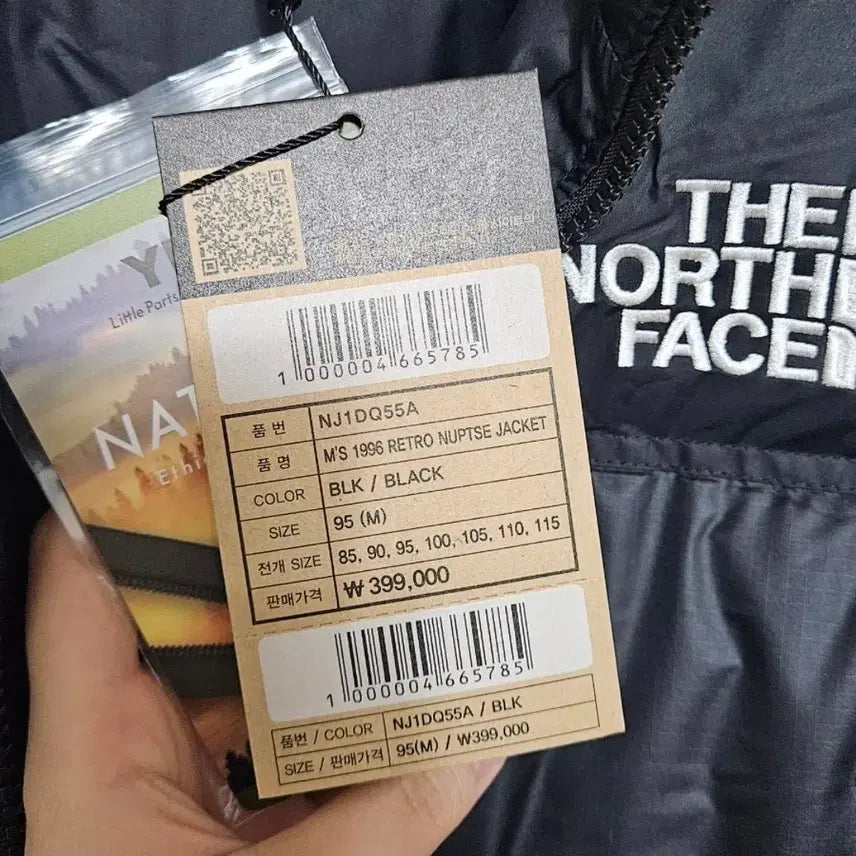 THE
NORTH
FACE
Little Parts
NAT
Ethi
1 000004 665785
품 번 NJ1DQ55A
품 명 M'S 1996 RETRO NUPTSE JACKET
COLOR BLK / BLACK
SIZE 95 (M)
전개 SIZE 85, 90, 95, 100, 105, 110, 115
판매가격 ₩ 399,000
1 000004 665785
품번 / COLOR NJ1DQ55A / BLK
SIZE / 판매가격 95(M) / ₩399,000